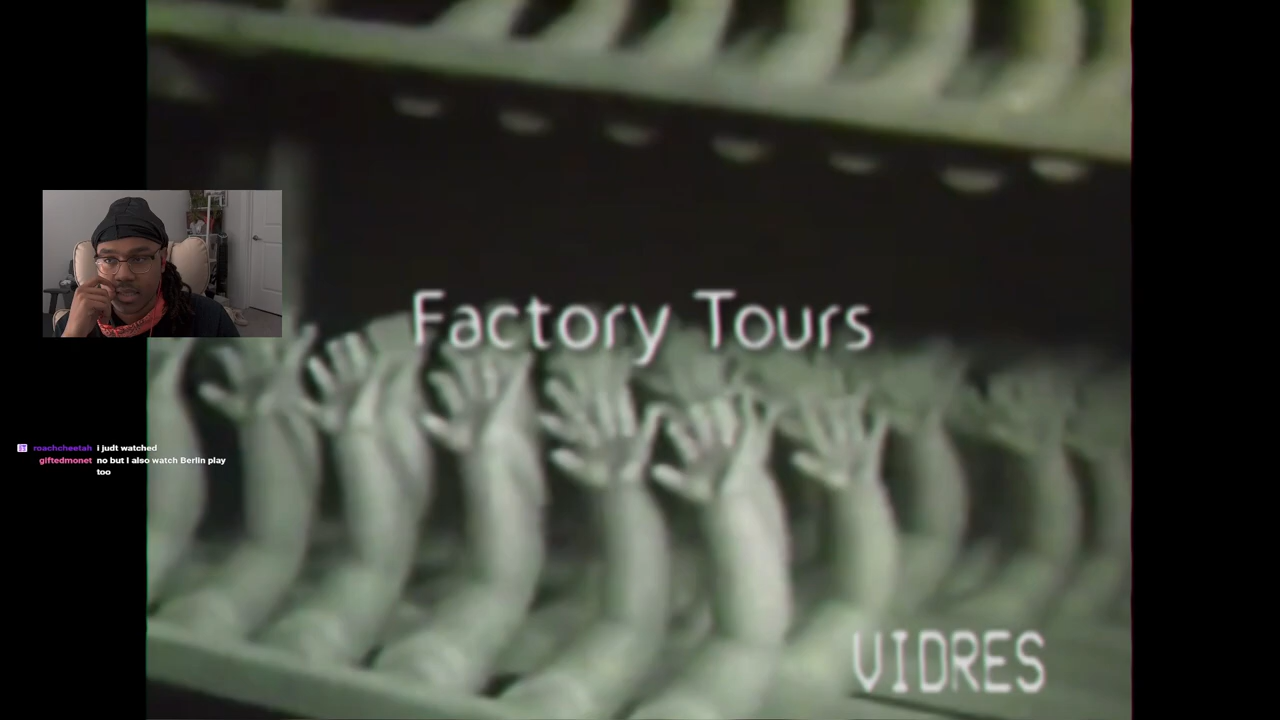 Factory Tours
roachcheetah i judt watched
giftedmonet no but I also watch Berlin play
too
VIDRES